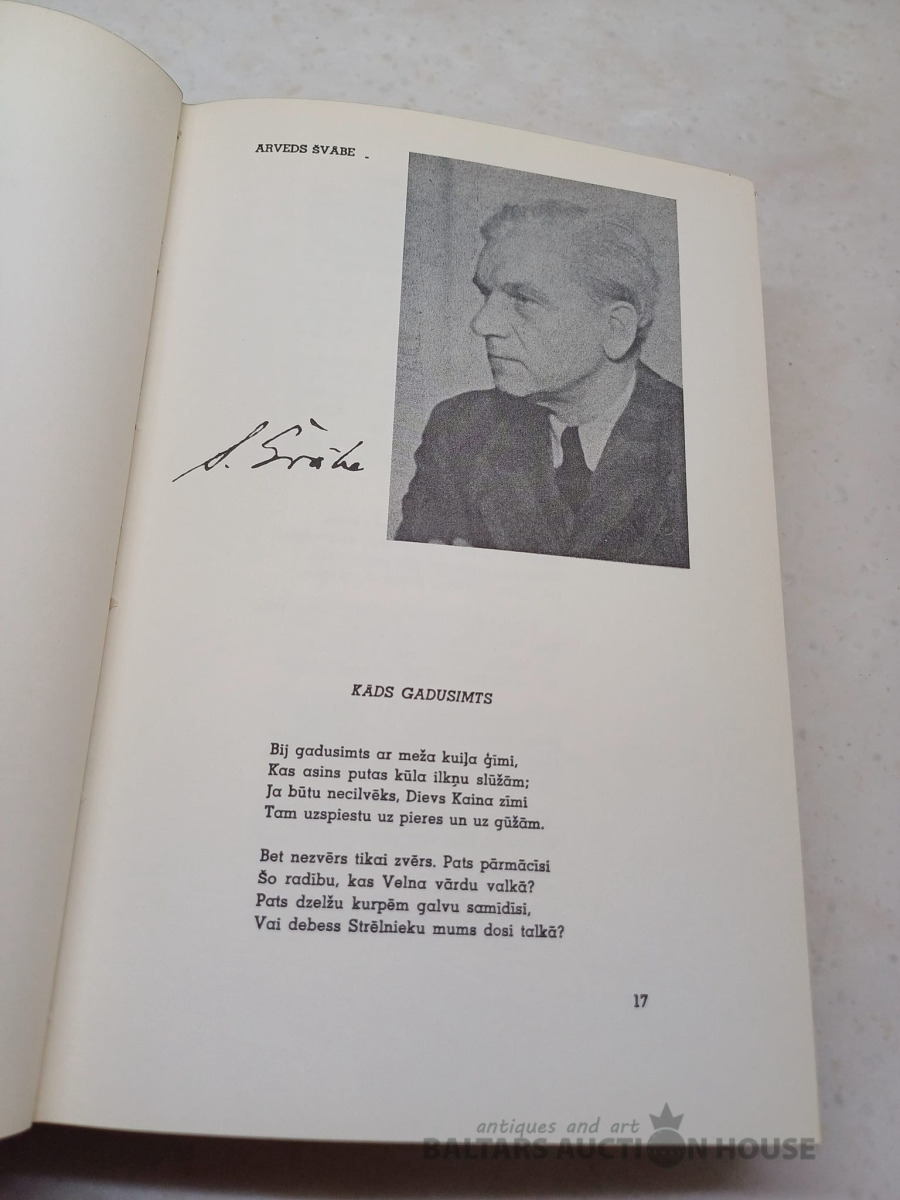 ARVEDS ŠVĀBE
A. Švābe
KĀDS GADUSIMTS
Bij gadusimts ar meža kuiļa ģīmi,
Kas asins putas kūla ilkņu slūžām;
Ja būtu necilvēks, Dievs Kaina zīmi
Tam uzspiestu uz pieres un uz gūžām.
Bet nezvērs tikai zvērs. Pats pārmācīsi
Šo radību, kas Velna vārdu valkā?
Pats dzelžu kurpēm galvu samīdīsi,
Vai debess Strēlnieku mums dosi talkā?
17
antiques and art
BALTARS AUCTION HOUSE